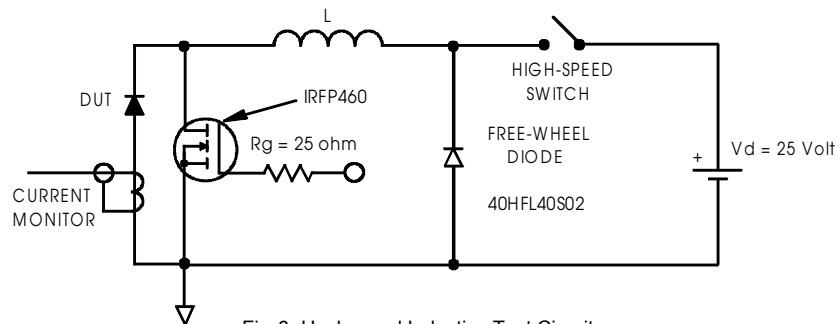 L
HIGH-SPEED
SWITCH
DUT
IRFP460
Rg = 25 ohm
FREE-WHEEL
DIODE
+
Vd = 25 Volt
CURRENT
MONITOR
40HFL40S02